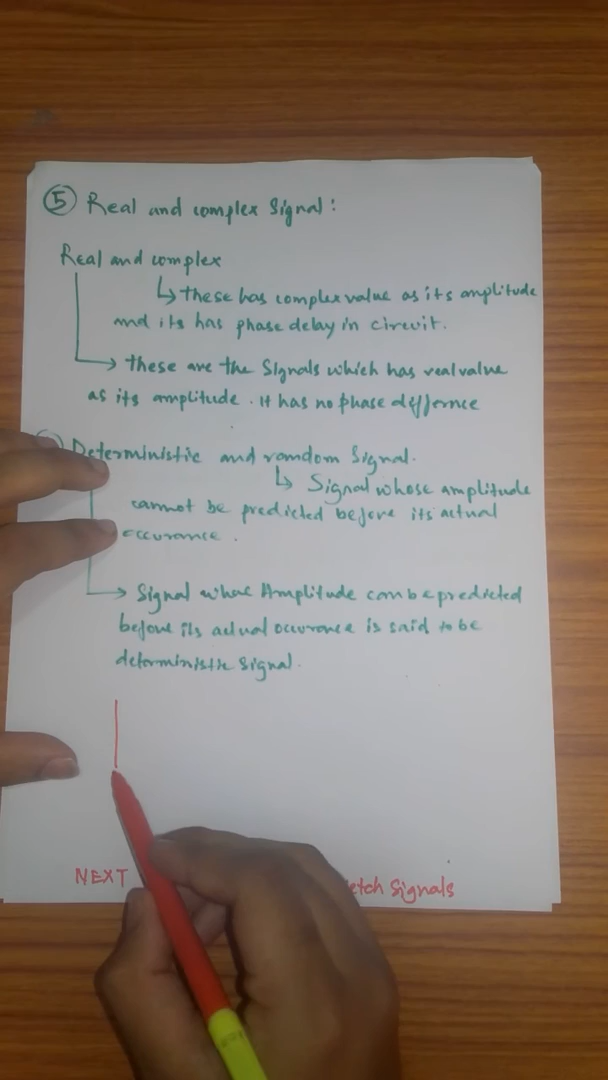 5 Real and complex Signal:
Real and complex
these has complex value as its amplitude
and its has phase delay in circuit.
these are the Signals which has real value
as its amplitude. it has no phase differnce
Deterministic and random Signal.
Signal whose amplitude
cannot be predicted before its actual
occurance.
Signal whose Amplitude can be predicted
before its actual occurance is said to be
deterministic Signal.
NEXT etch Signals